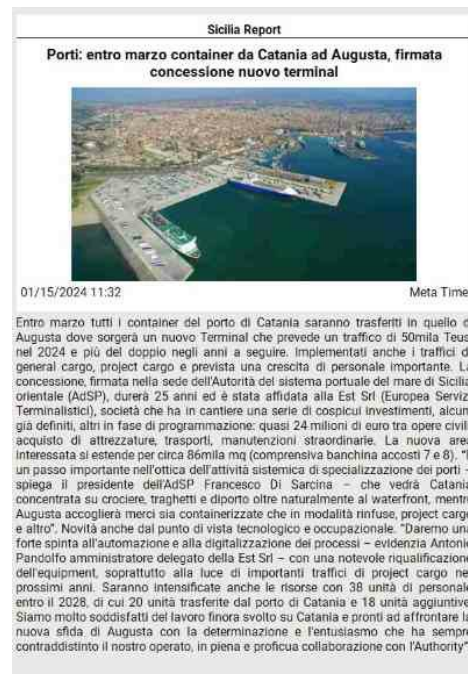 Sicilia Report
Porti: entro marzo container da Catania ad Augusta, firmata
concessione nuovo terminal
01/15/2024 11:32
Meta Time
Entro marzo tutti i container del porto di Catania saranno trasferiti in quello d
Augusta dove sorgerà un nuovo Terminal che prevede un traffico di 50mila Teus
nel 2024 e più del doppio negli anni a seguire. Implementati anche i traffici d
general cargo, project cargo e prevista una crescita di personale importante. La
concessione, firmata nella sede dell'Autorità del sistema portuale del mare di Sicilia
orientale (AdSP), durerà 25 anni ed è stata affidata alla Est Srl (Europea Serviz
Terminalistici), società che ha in cantiere una serie di cospicui investimenti, alcun
già definiti, altri in fase di programmazione: quasi 24 milioni di euro tra opere civili
acquisto di attrezzature, trasporti, manutenzioni straordinarie. La nuova area
interessata si estende per circa 86mila mq (comprensiva banchina accosti 7 e 8). "
un passo importante nell'ottica dell'attività sistemica di specializzazione dei porti –
spiega il presidente dell'AdSP Francesco Di Sarcina – che vedrà Catania
concentrata su crociere, traghetti e diporto oltre naturalmente al waterfront, mentre
Augusta accoglierà merci sia containerizzate che in modalità rinfuse, project cargo
e altro". Novità anche dal punto di vista tecnologico e occupazionale. "Daremo una
forte spinta all'automazione e alla digitalizzazione dei processi – evidenzia Antonio
Pandolfo amministratore delegato della Est Srl – con una notevole riqualificazione
dell'equipment, soprattutto alla luce di importanti traffici di project cargo nei
prossimi anni. Saranno intensificate anche le risorse con 38 unità di personale
entro il 2028, di cui 20 unità trasferite dal porto di Catania e 18 unità aggiuntive
Siamo molto soddisfatti del lavoro finora svolto su Catania e pronti ad affrontare la
nuova sfida di Augusta con la determinazione e l'entusiasmo che ha sempre
contraddistinto il nostro operato, in piena e proficua collaborazione con l'Authority"